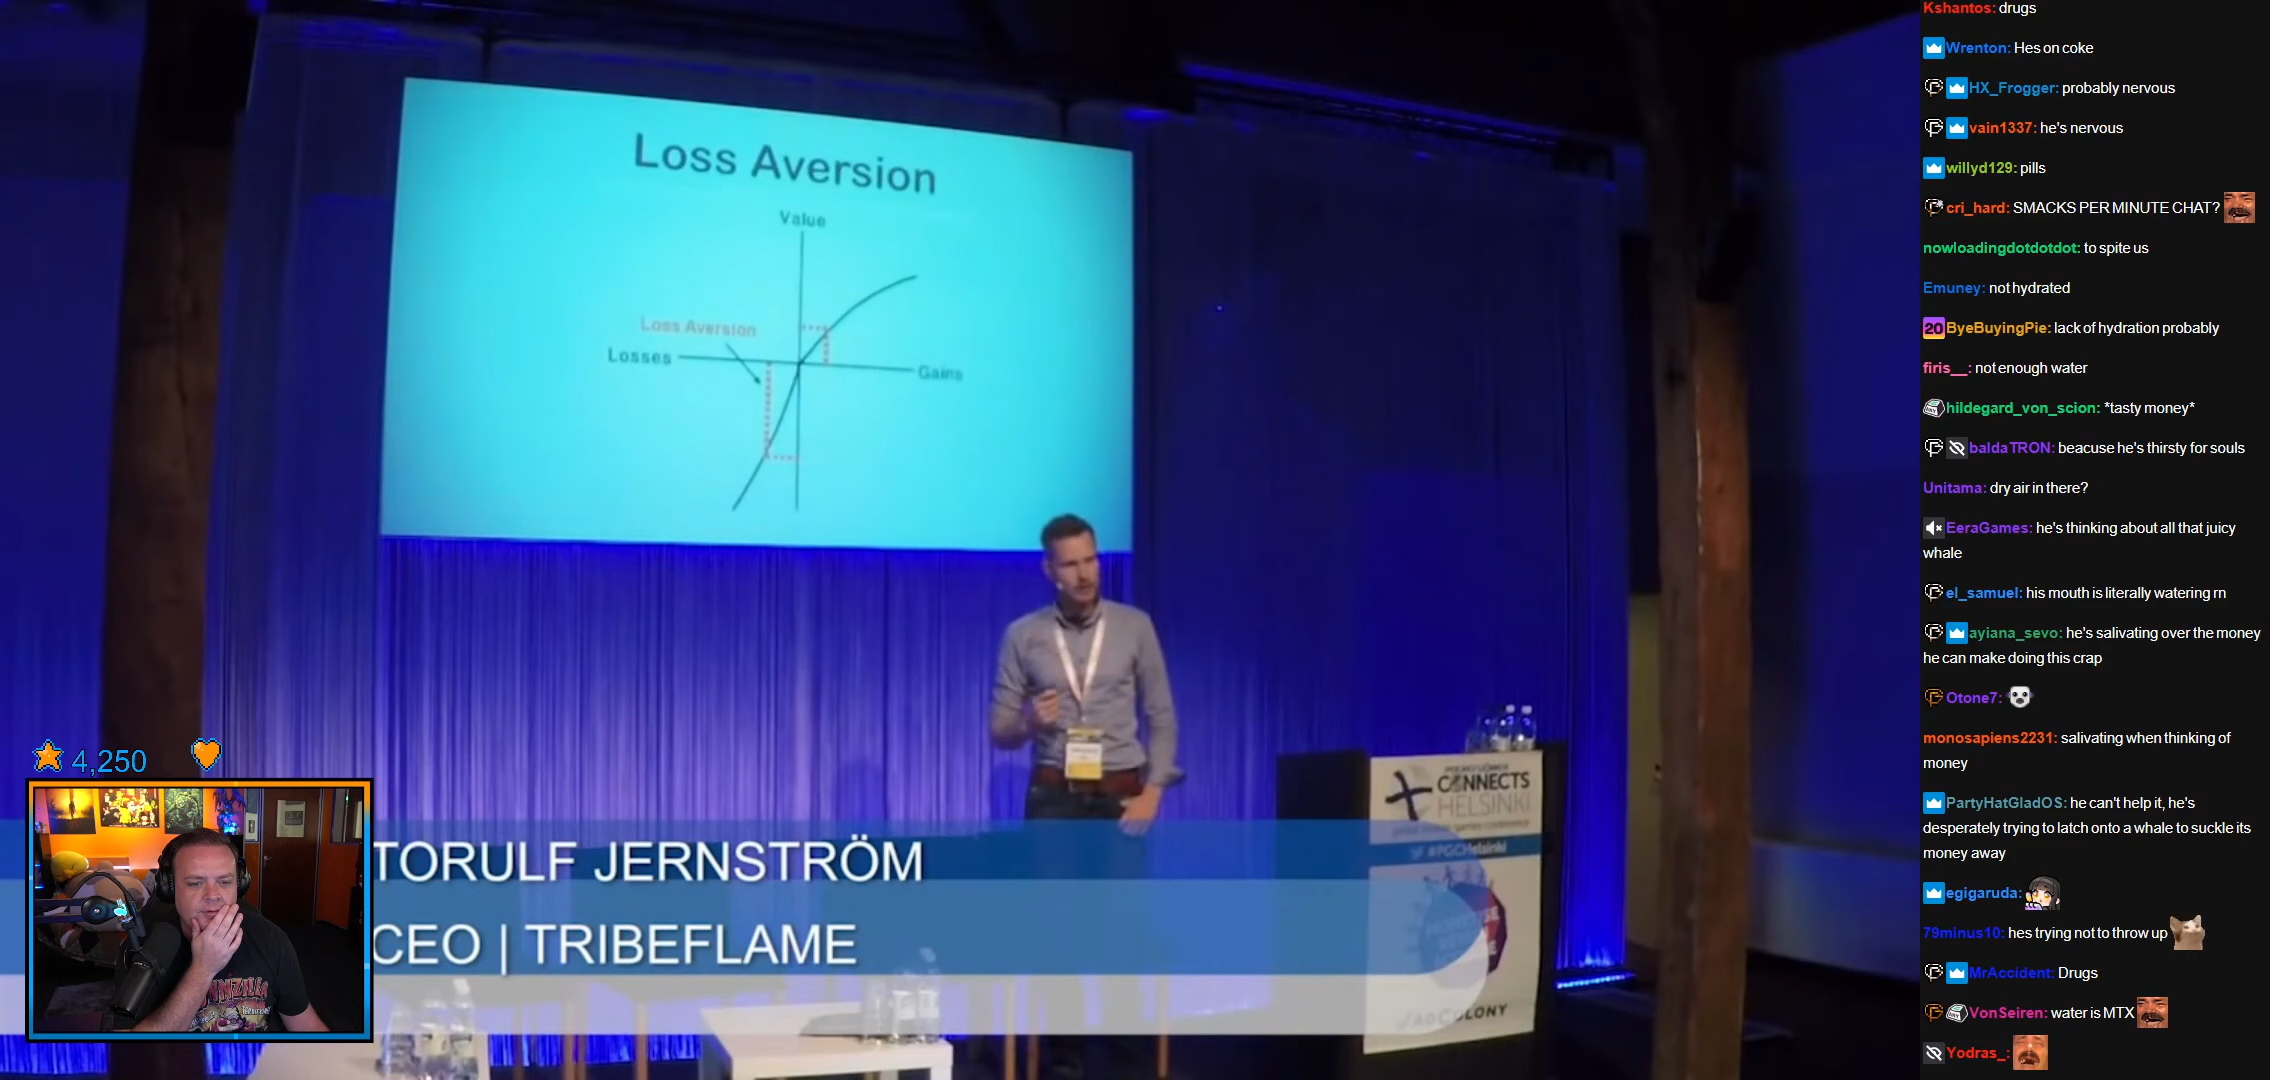 Loss Aversion
Value
Loss Aversion
Losses
Gains
4,250
TORULF JERNSTRÖM
CEO | TRIBEFLAME
CONNECTS
HELSINKI
#PGCHelsinki
ADCOLONY
Kshantos: drugs
Wrenton: Hes on coke
HX_Frogger: probably nervous
vain1337: he's nervous
willyd129: pills
cri_hard: SMACKS PER MINUTE CHAT?
nowloadingdotdotdot: to spite us
Emuney: not hydrated
20 ByeBuyingPie: lack of hydration probably
firis__: not enough water
hildegard_von_scion: *tasty money*
baldaTRON: beacuse he's thirsty for souls
Unitama: dry air in there?
EeraGames: he's thinking about all that juicy
whale
el_samuel: his mouth is literally watering rn
ayiana_sevo: he's salivating over the money
he can make doing this crap
Otone7:
monosapiens2231: salivating when thinking of
money
PartyHatGladOS: he can't help it, he's
desperately trying to latch onto a whale to suckle its
money away
egigaruda:
79minus10: hes trying not to throw up
MrAccident: Drugs
VonSeiren: water is MTX
Yodras_: